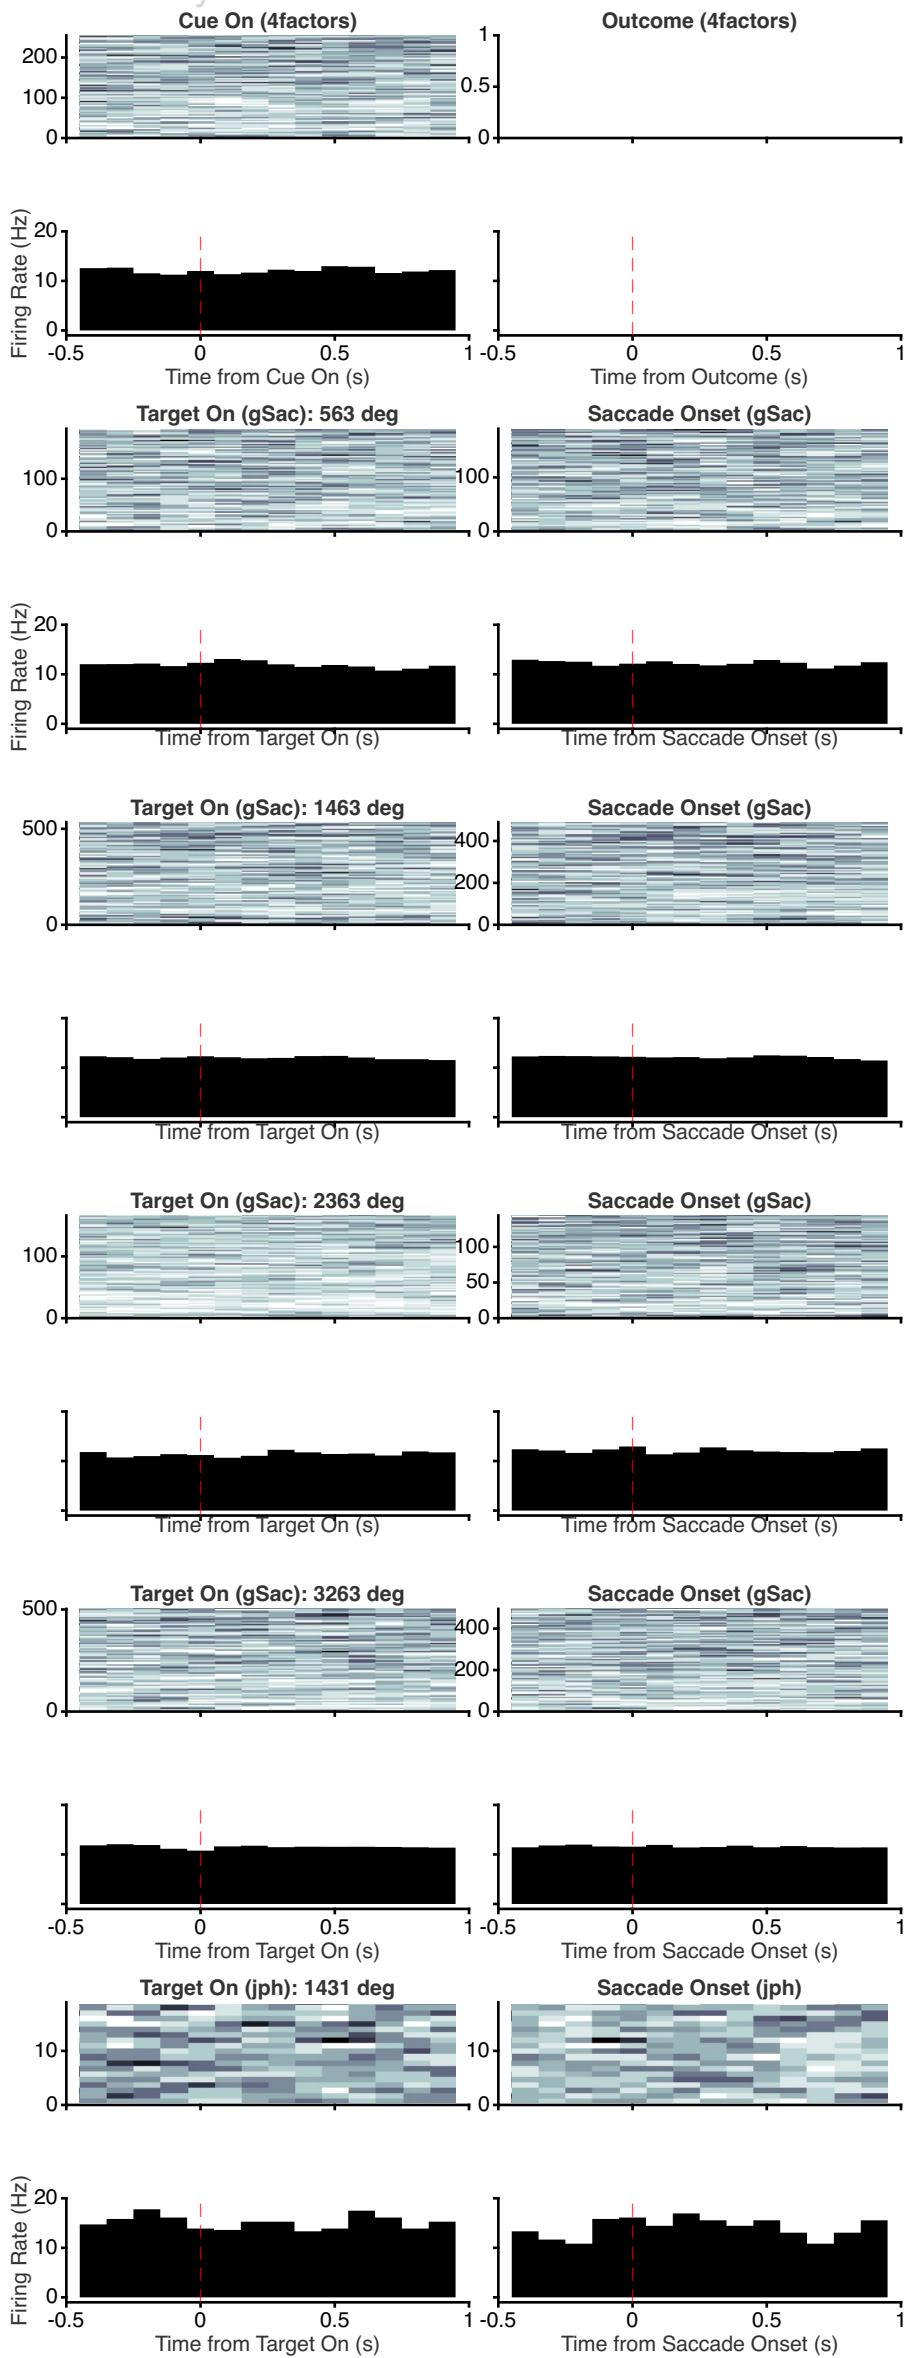 Cue On (4factors) Outcome (4factors)
200 1
100 0.5
0 0
Firing Rate (Hz)
20
10
0
-0.5 0 0.5 1 -0.5 0 0.5 1
Time from Cue On (s) Time from Outcome (s)
Target On (gSac): 563 deg Saccade Onset (gSac)
100 100
0 0
Firing Rate (Hz)
20
10
0
Time from Target On (s) Time from Saccade Onset (s)
Target On (gSac): 1463 deg Saccade Onset (gSac)
500 400
200
0 0
Time from Target On (s) Time from Saccade Onset (s)
Target On (gSac): 2363 deg Saccade Onset (gSac)
100 100
50
0 0
Time from Target On (s) Time from Saccade Onset (s)
Target On (gSac): 3263 deg Saccade Onset (gSac)
500 400
200
0 0
-0.5 0 0.5 1 -0.5 0 0.5 1
Time from Target On (s) Time from Saccade Onset (s)
Target On (jph): 1431 deg Saccade Onset (jph)
10 10
0 0
Firing Rate (Hz)
20
10
0
-0.5 0 0.5 1 -0.5 0 0.5 1
Time from Target On (s) Time from Saccade Onset (s)